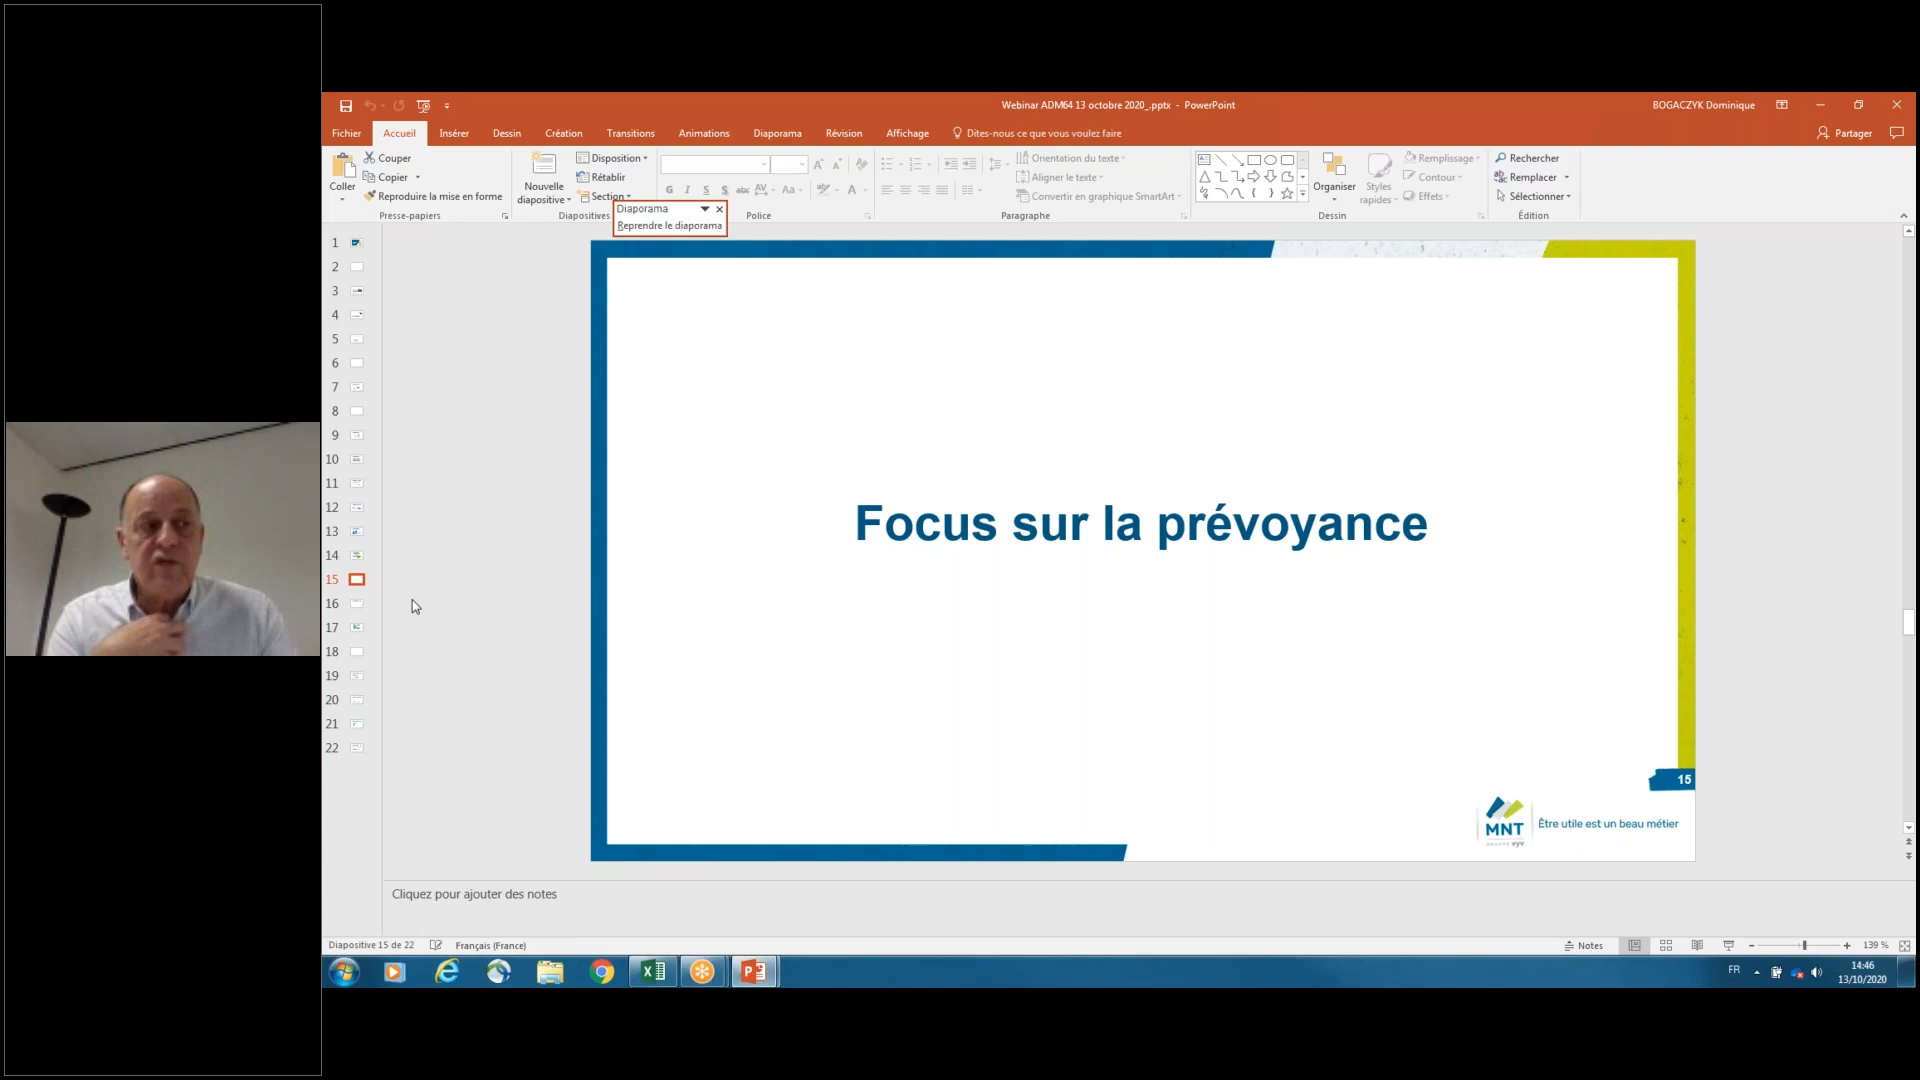 Webinar ADM64 13 octobre 2020_.pptx - PowerPoint
BOGACZYK Dominique
Fichier Accueil Insérer Dessin Création Transitions Animations Diaporama Révision Affichage Dites-nous ce que vous voulez faire Partager
Coller
Couper
Copier
Reproduire la mise en forme
Presse-papiers
Nouvelle diapositive
Disposition
Rétablir
Section
Diapositives
Diaporama
Reprendre le diaporama
G I S S abc AV Aa A
Police
Orientation du texte
Aligner le texte
Convertir en graphique SmartArt
Paragraphe
Organiser
Styles rapides
Remplissage
Contour
Effets
Dessin
Rechercher
Remplacer
Sélectionner
Édition
1
2
3
4
5
6
7
8
9
10
11
12
13
14
15
16
17
18
19
20
21
22
Focus sur la prévoyance
15
MNT
GROUPE vyv
Être utile est un beau métier
Cliquez pour ajouter des notes
Diapositive 15 de 22 Français (France) Notes 139 %
FR
14:46
13/10/2020